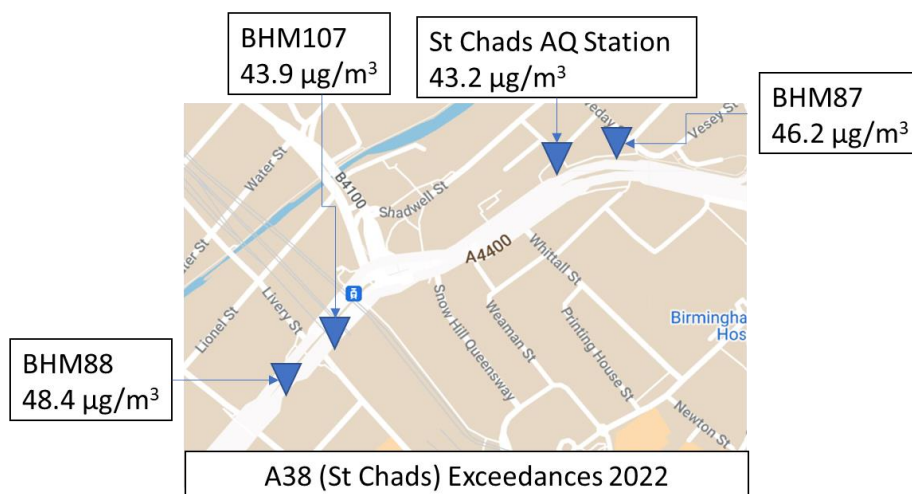 BHM107
43.9 µg/m³
St Chads AQ Station
43.2 µg/m³
BHM87
46.2 µg/m³
Vesey St
Water St
B4100
Shadwell St
A4400
Whittall St
Livery St
Lionel St
Snow Hill Queensway
Weaman St
Printing House St
Birmingha
Hos
Newton St
BHM88
48.4 µg/m³
A38 (St Chads) Exceedances 2022